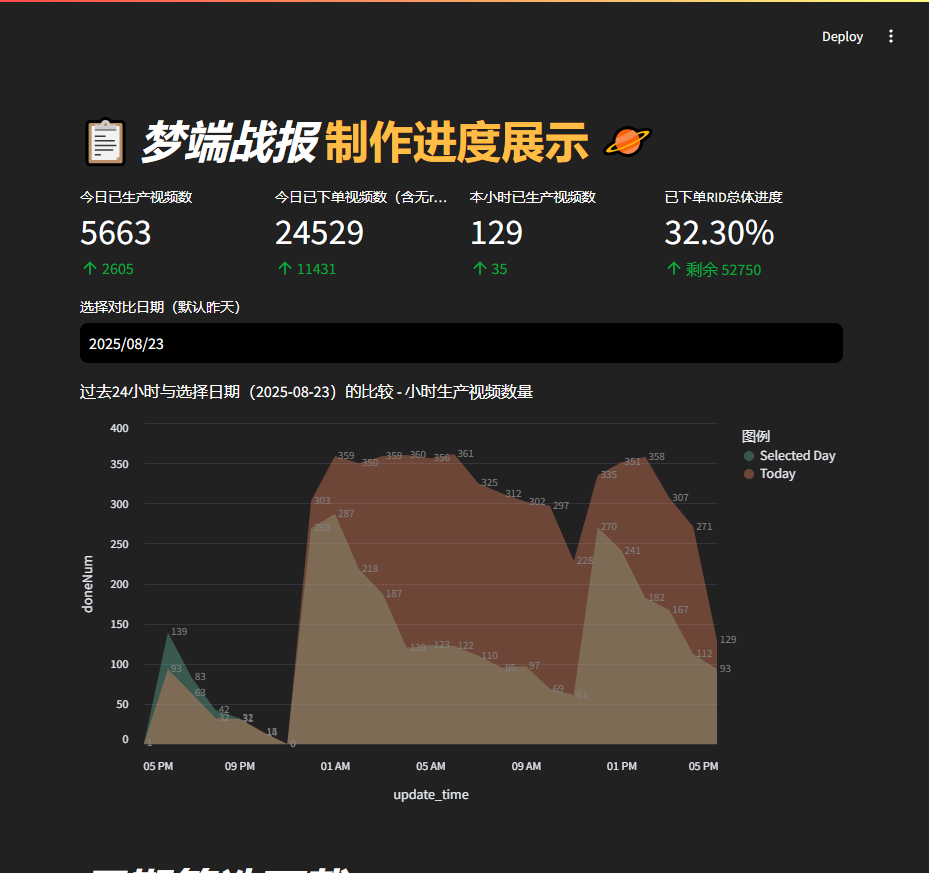 Deploy
梦端战报 制作进度展示
今日已生产视频数
5663
2605
今日已下单视频数（含无r...
24529
11431
本小时已生产视频数
129
35
已下单RID总体进度
32.30%
剩余 52750
选择对比日期（默认昨天）
2025/08/23
过去24小时与选择日期（2025-08-23）的比较 - 小时生产视频数量
图例
Selected Day
Today
doneNum
400
350
300
250
200
150
100
50
0
359
350
359
360
356
361
325
312
302
297
228
335
351
358
307
271
129
303
269
287
218
187
120
123
122
110
95
97
69
61
270
241
182
167
112
93
139
83
42
93
63
32
0
05 PM
09 PM
01 AM
05 AM
09 AM
01 PM
05 PM
update_time